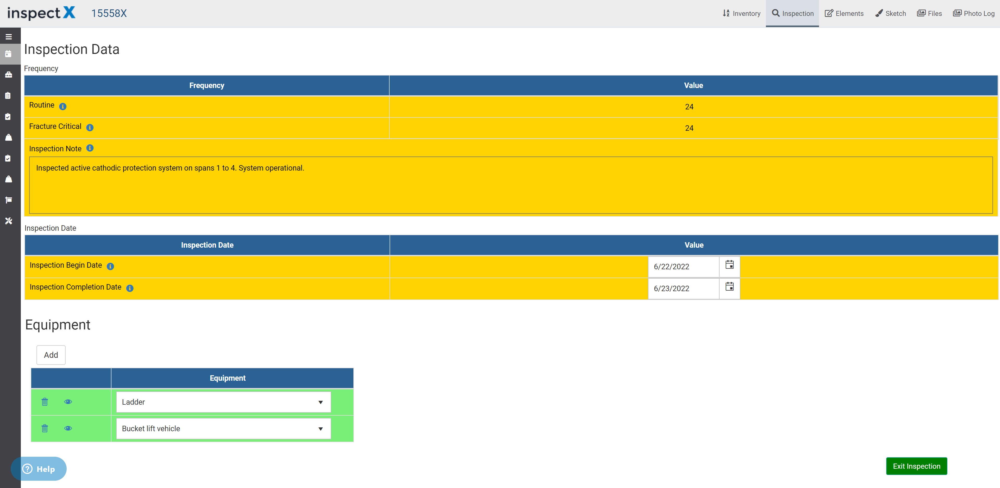 inspectX 15558X Inventory Inspection Elements Sketch Files Photo Log
Inspection Data
Frequency
Frequency Value
Routine 24
Fracture Critical 24
Inspection Note
Inspected active cathodic protection system on spans 1 to 4. System operational.
Inspection Date
Inspection Date Value
Inspection Begin Date 6/22/2022
Inspection Completion Date 6/23/2022
Equipment
Add
Equipment
Ladder
Bucket lift vehicle
Help
Exit Inspection